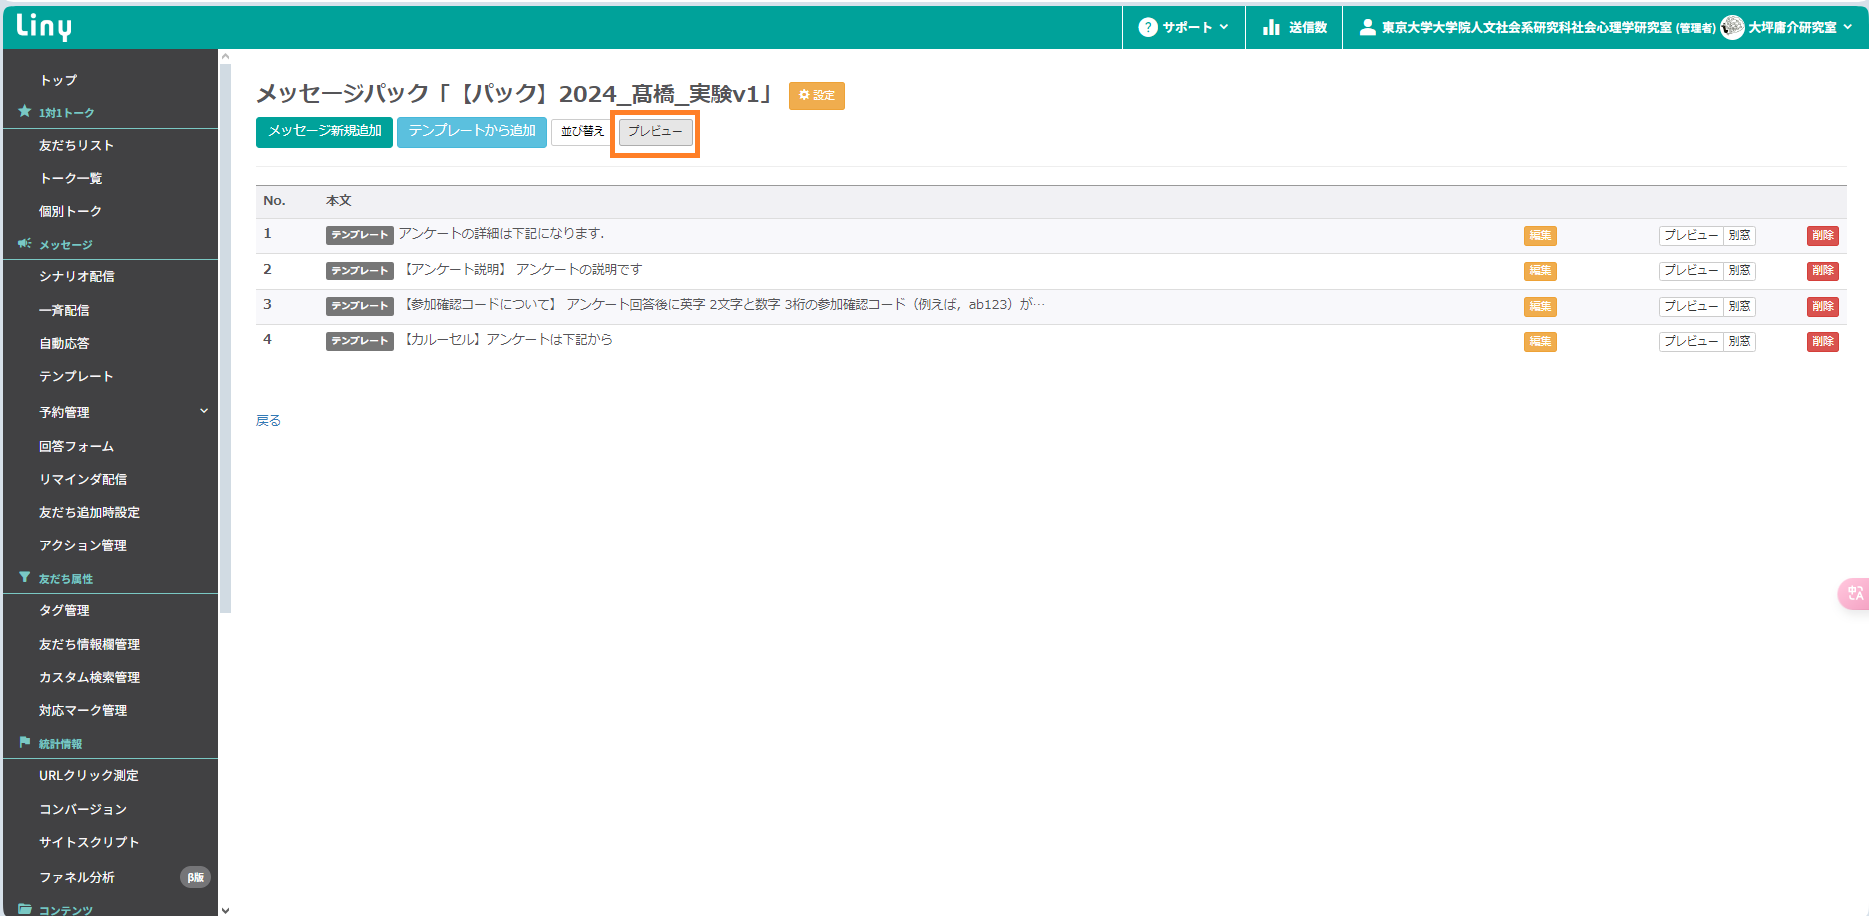 Liny
サポート
送信数
東京大学大学院人文社会系研究科社会心理学研究室 (管理者) 大坪庸介研究室
トップ
1対1トーク
友だちリスト
トーク一覧
個別トーク
メッセージ
シナリオ配信
一斉配信
自動応答
テンプレート
予約管理
回答フォーム
リマインダ配信
友だち追加時設定
アクション管理
友だち属性
タグ管理
友だち情報欄管理
カスタム検索管理
対応マーク管理
統計情報
URLクリック測定
コンバージョン
サイトスクリプト
ファネル分析 β版
コンテンツ
メッセージパック「【パック】2024_髙橋_実験v1」 設定
メッセージ新規追加 テンプレートから追加 並び替え プレビュー
No. 本文
1 テンプレート アンケートの詳細は下記になります. 編集 プレビュー 別窓 削除
2 テンプレート 【アンケート説明】 アンケートの説明です 編集 プレビュー 別窓 削除
3 テンプレート 【参加確認コードについて】 アンケート回答後に英字 2文字と数字 3桁の参加確認コード（例えば，ab123）が… 編集 プレビュー 別窓 削除
4 テンプレート 【カルーセル】アンケートは下記から 編集 プレビュー 別窓 削除
戻る